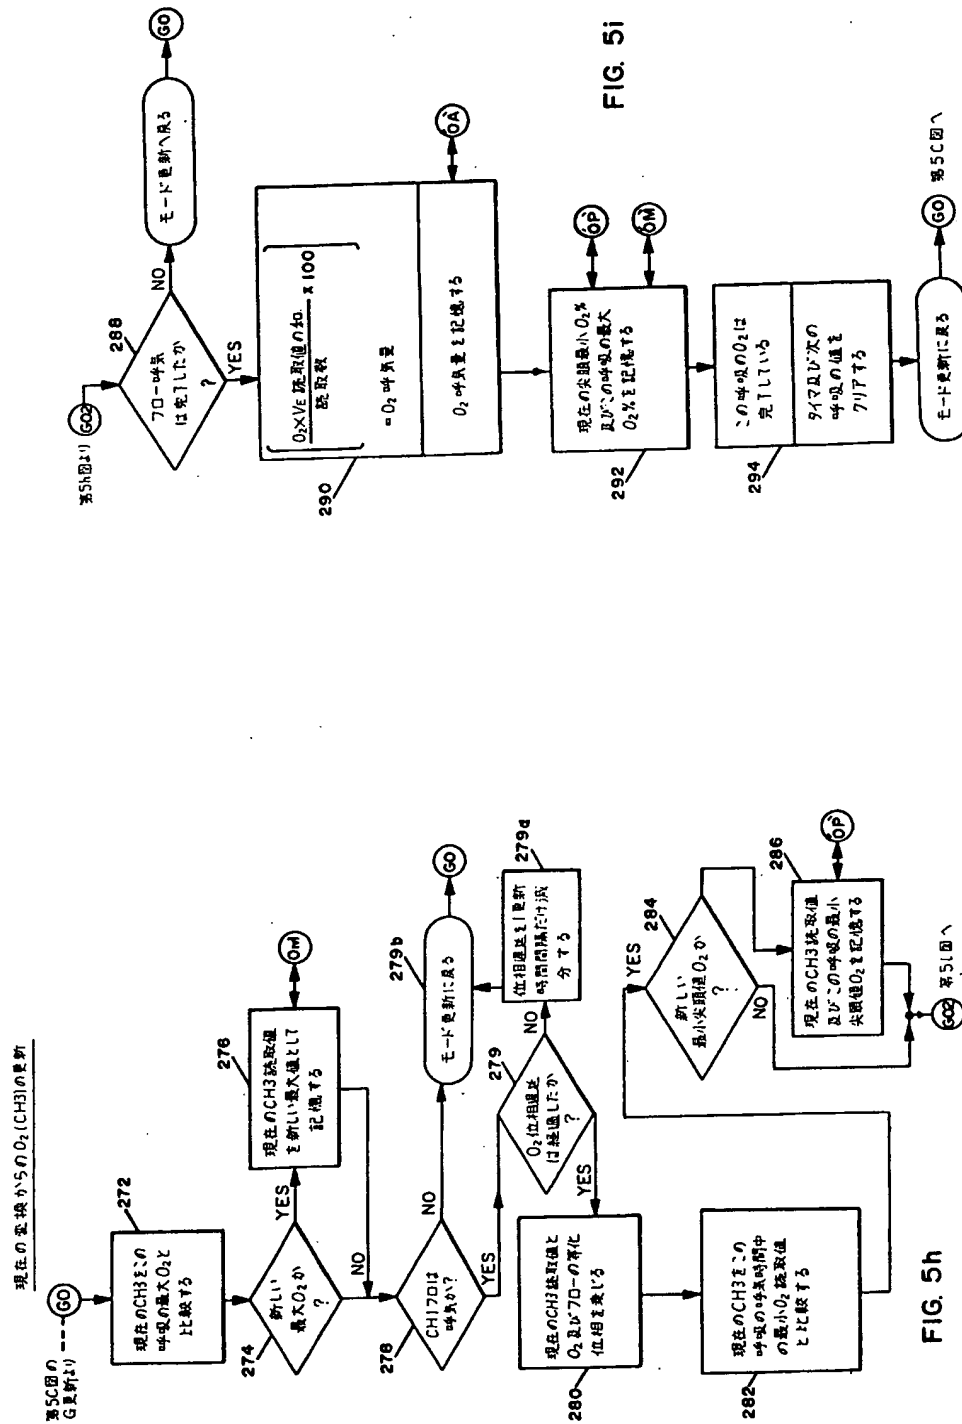 現在の変換からのO₂(CH3)の更新
第5C図の
G更新より
GO
272
現在のCH3をこの
呼吸の最大O₂と
比較する
274
新しい
最大O₂か
?
YES
NO
276
現在のCH3読取値
を新しい最大値として
記憶する
OM
278
CH1フローは
呼気か?
NO
YES
279b
モード更新に戻る
GO
279
O₂位相遅延
は経過したか
?
NO
YES
279a
位相遅延を1更新
時間間隔だけ減
分する
280
現在のCH3読取値と
O₂及びフローの等化
位相を乗じる
282
現在のCH3をこの
呼吸の呼気時間中
の最小O₂読取値
と比較する
284
新しい
最小尖頭値O₂か
?
YES
NO
286
現在のCH3読取値
及びこの呼吸の最小
尖頭値O₂を記憶する
OP
GO2
第5i図へ
FIG. 5h
第5h図より
GO2
288
フロー呼気
は完了したか
?
NO
YES
モード更新へ戻る
GO
290
[O₂×VE 読取値の和
読取数
×100]
=O₂呼気量
O₂呼気量を記憶する
OA
292
現在の尖頭最小O₂%
及びこの呼吸の最大
O₂%を記憶する
OP
OM
294
この呼吸のO₂は
完了している
タイマ及び次の
呼吸の値を
クリアする
モード更新に戻る
GO
第5C図へ
FIG. 5i